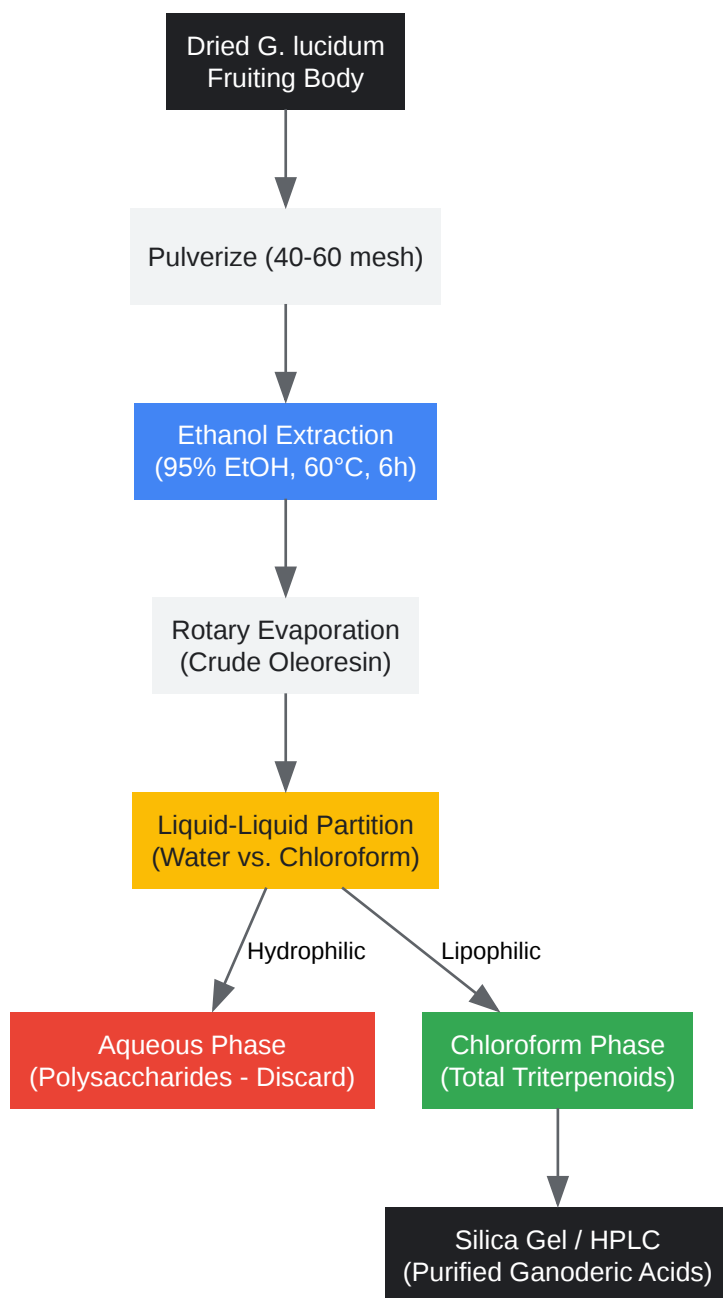 Dried G. lucidum
Fruiting Body
Pulverize (40-60 mesh)
Ethanol Extraction
(95% EtOH, 60°C, 6h)
Rotary Evaporation
(Crude Oleoresin)
Liquid-Liquid Partition
(Water vs. Chloroform)
Hydrophilic
Lipophilic
Aqueous Phase
(Polysaccharides - Discard)
Chloroform Phase
(Total Triterpenoids)
Silica Gel / HPLC
(Purified Ganoderic Acids)